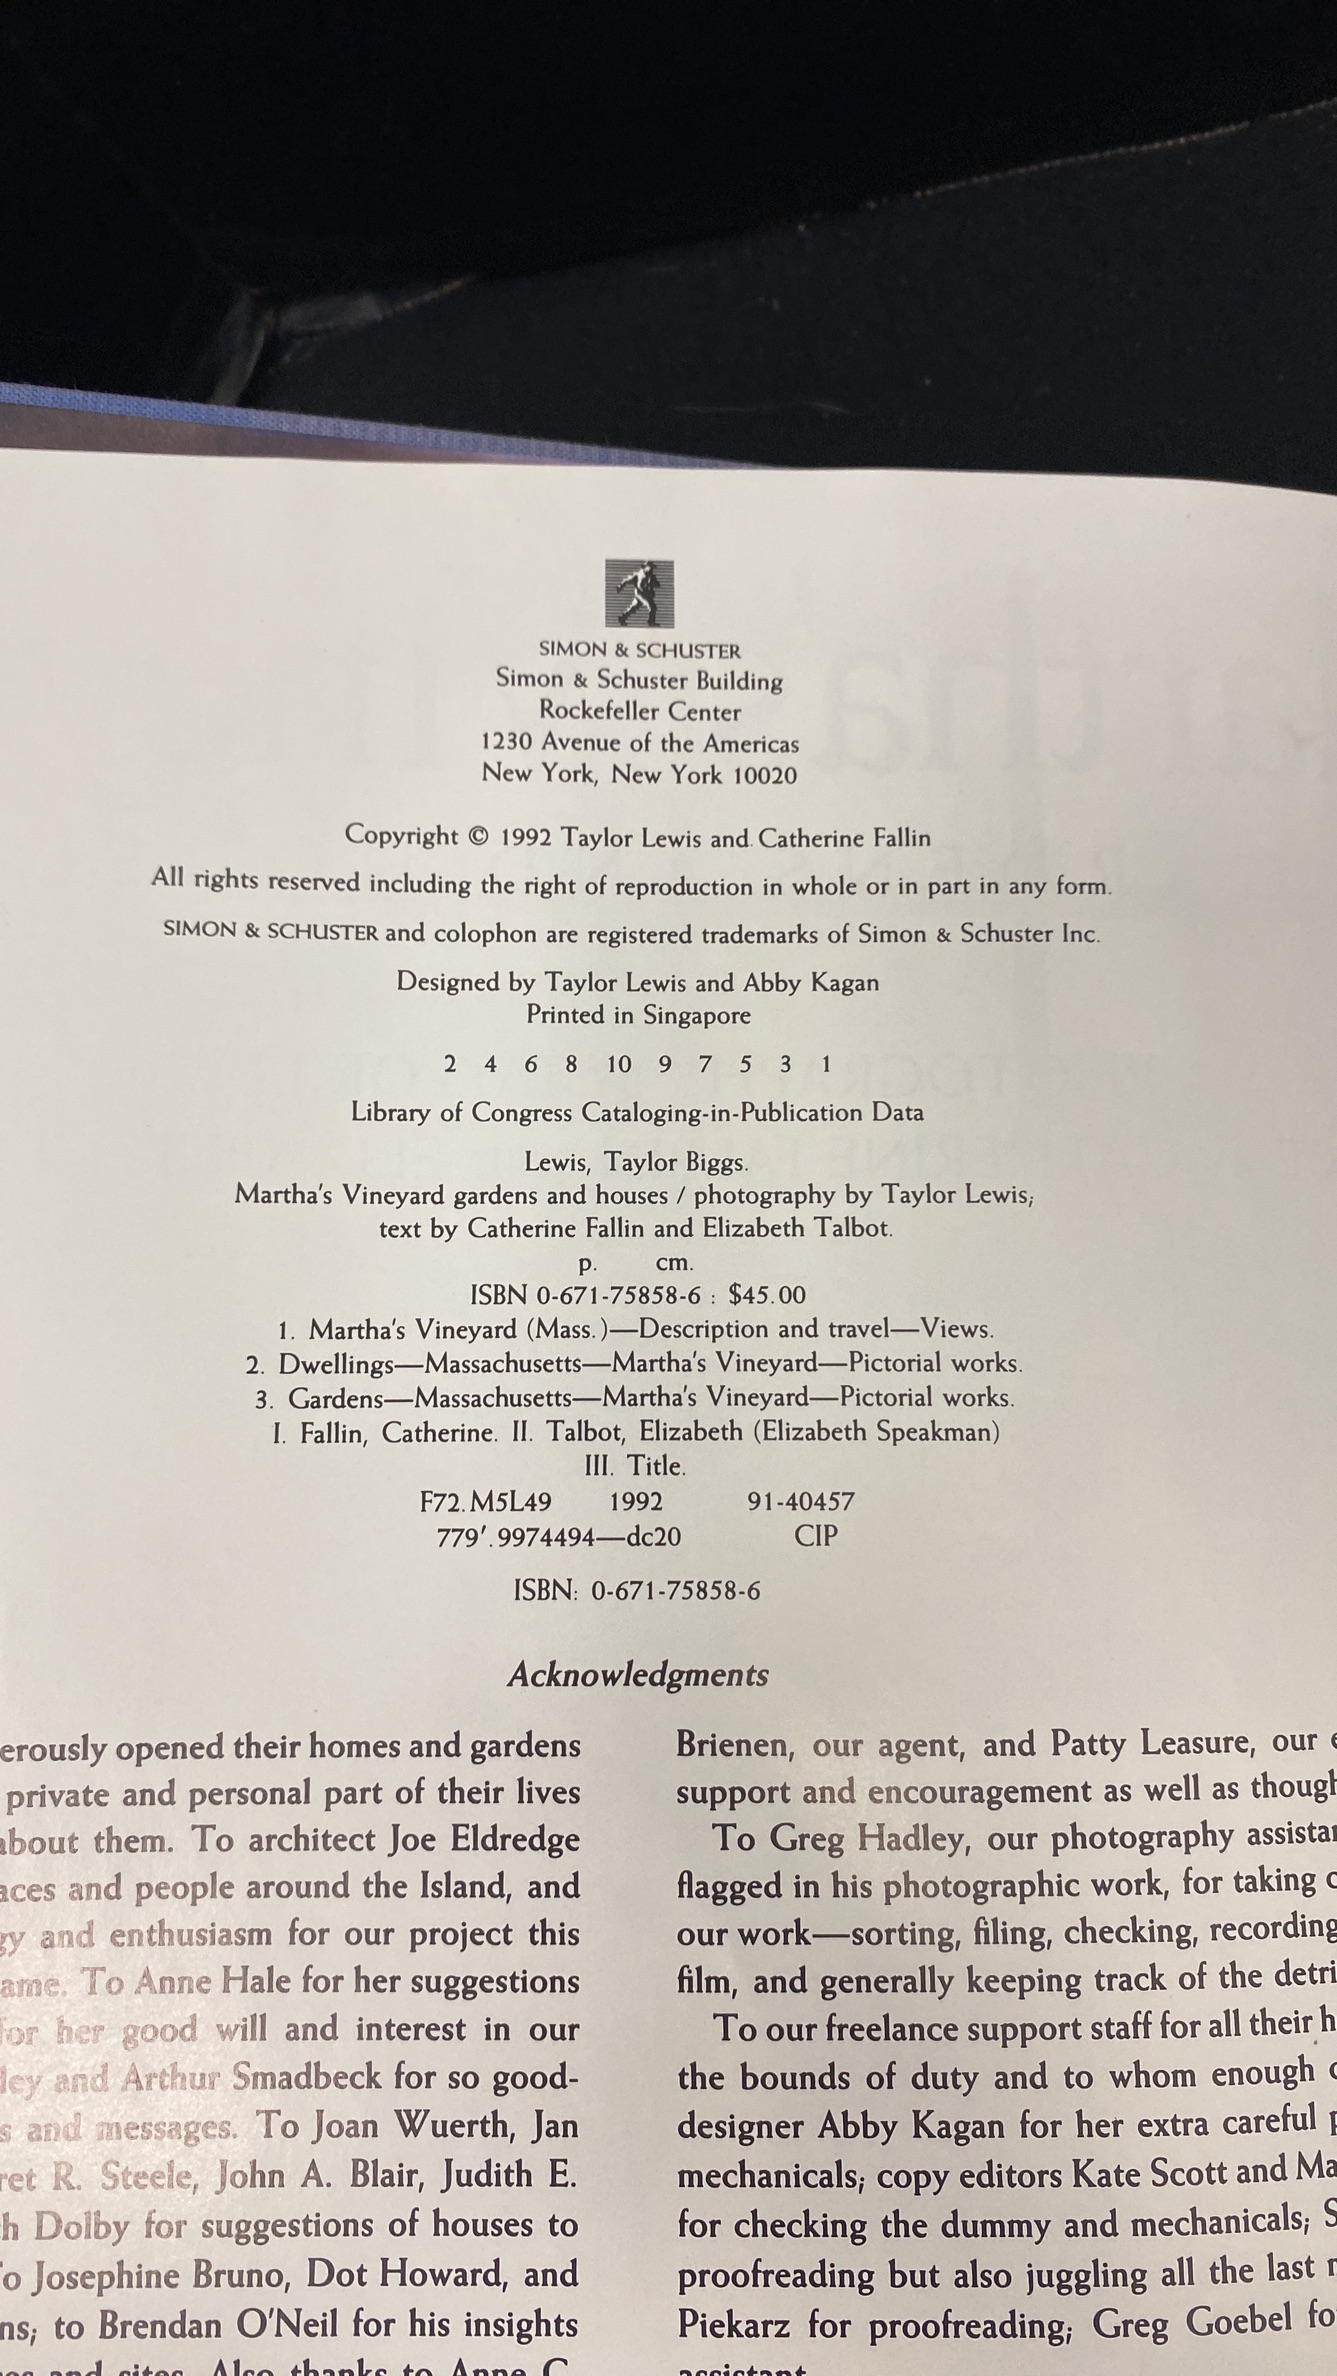 SIMON & SCHUSTER
Simon & Schuster Building
Rockefeller Center
1230 Avenue of the Americas
New York, New York 10020
Copyright © 1992 Taylor Lewis and Catherine Fallin
All rights reserved including the right of reproduction in whole or in part in any form.
SIMON & SCHUSTER and colophon are registered trademarks of Simon & Schuster Inc.
Designed by Taylor Lewis and Abby Kagan
Printed in Singapore
2 4 6 8 10 9 7 5 3 1
Library of Congress Cataloging-in-Publication Data
Lewis, Taylor Biggs.
Martha's Vineyard gardens and houses / photography by Taylor Lewis;
text by Catherine Fallin and Elizabeth Talbot.
p. cm.
ISBN 0-671-75858-6 : $45.00
1. Martha's Vineyard (Mass.)—Description and travel—Views.
2. Dwellings—Massachusetts—Martha's Vineyard—Pictorial works.
3. Gardens—Massachusetts—Martha's Vineyard—Pictorial works.
I. Fallin, Catherine. II. Talbot, Elizabeth (Elizabeth Speakman)
III. Title.
F72.M5L49 1992 91-40457
779'.9974494—dc20 CIP
ISBN: 0-671-75858-6
Acknowledgments
erously opened their homes and gardens
private and personal part of their lives
about them. To architect Joe Eldredge
aces and people around the Island, and
gy and enthusiasm for our project this
ame. To Anne Hale for her suggestions
for her good will and interest in our
ley and Arthur Smadbeck for so good-
s and messages. To Joan Wuerth, Jan
ret R. Steele, John A. Blair, Judith E.
h Dolby for suggestions of houses to
o Josephine Bruno, Dot Howard, and
ns; to Brendan O'Neil for his insights
and sites. Also thanks to Anne C.
Brienen, our agent, and Patty Leasure, our e
support and encouragement as well as though
To Greg Hadley, our photography assistan
flagged in his photographic work, for taking c
our work—sorting, filing, checking, recording
film, and generally keeping track of the detri
To our freelance support staff for all their h
the bounds of duty and to whom enough c
designer Abby Kagan for her extra careful p
mechanicals; copy editors Kate Scott and Ma
for checking the dummy and mechanicals; S
proofreading but also juggling all the last
Piekarz for proofreading; Greg Goebel fo
assistant